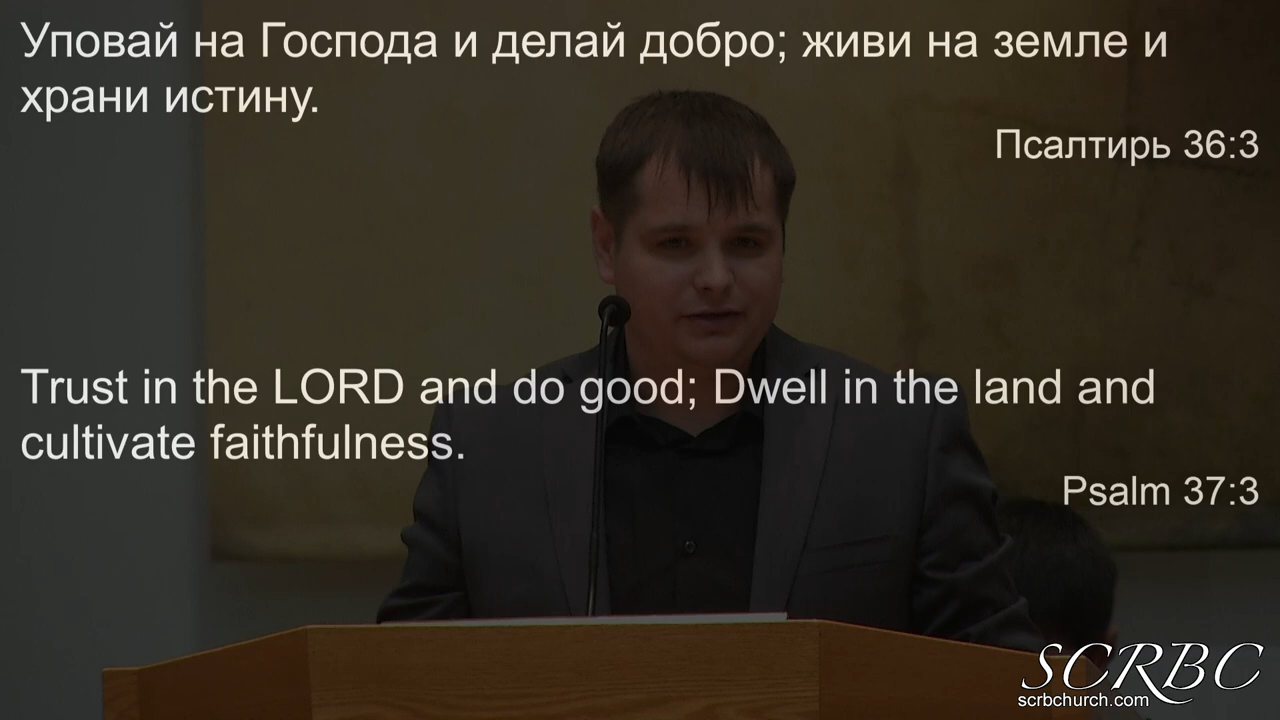 Уповай на Господа и делай добро; живи на земле и
храни истину.
Псалтирь 36:3
Trust in the LORD and do good; Dwell in the land and
cultivate faithfulness.
Psalm 37:3
SCRBC
scrbchurch.com